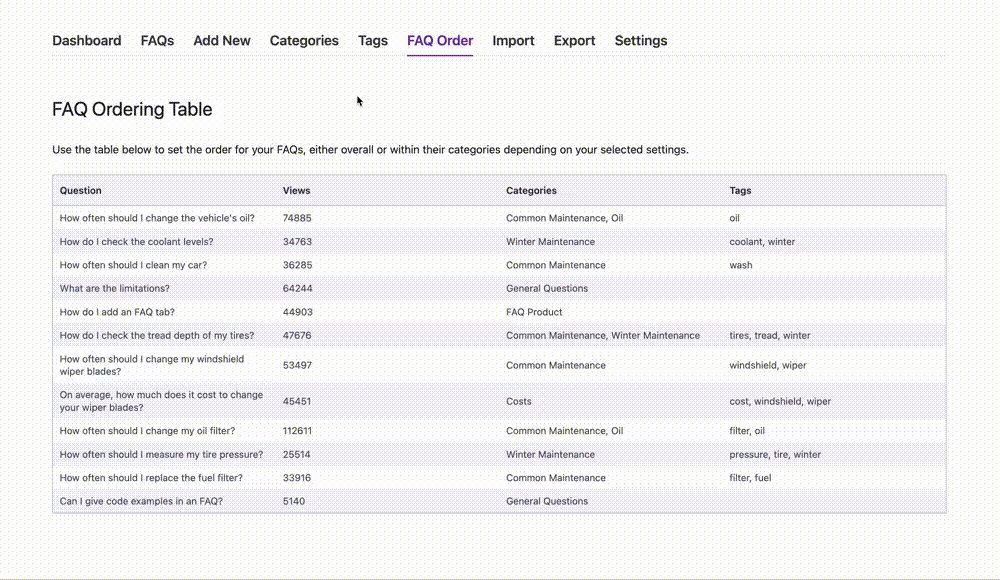 Dashboard FAQs Add New Categories Tags FAQ Order Import Export Settings
FAQ Ordering Table
Use the table below to set the order for your FAQs, either overall or within their categories depending on your selected settings.
Question Views Categories Tags
How often should I change the vehicle's oil? 74885 Common Maintenance, Oil oil
How do I check the coolant levels? 34763 Winter Maintenance coolant, winter
How often should I clean my car? 36285 Common Maintenance wash
What are the limitations? 64244 General Questions
How do I add an FAQ tab? 44903 FAQ Product
How do I check the tread depth of my tires? 47676 Common Maintenance, Winter Maintenance tires, tread, winter
How often should I change my windshield
wiper blades? 53497 Common Maintenance windshield, wiper
On average, how much does it cost to change
your wiper blades? 45451 Costs cost, windshield, wiper
How often should I change my oil filter? 112611 Common Maintenance, Oil filter, oil
How often should I measure my tire pressure? 25514 Winter Maintenance pressure, tire, winter
How often should I replace the fuel filter? 33916 Common Maintenance filter, fuel
Can I give code examples in an FAQ? 5140 General Questions